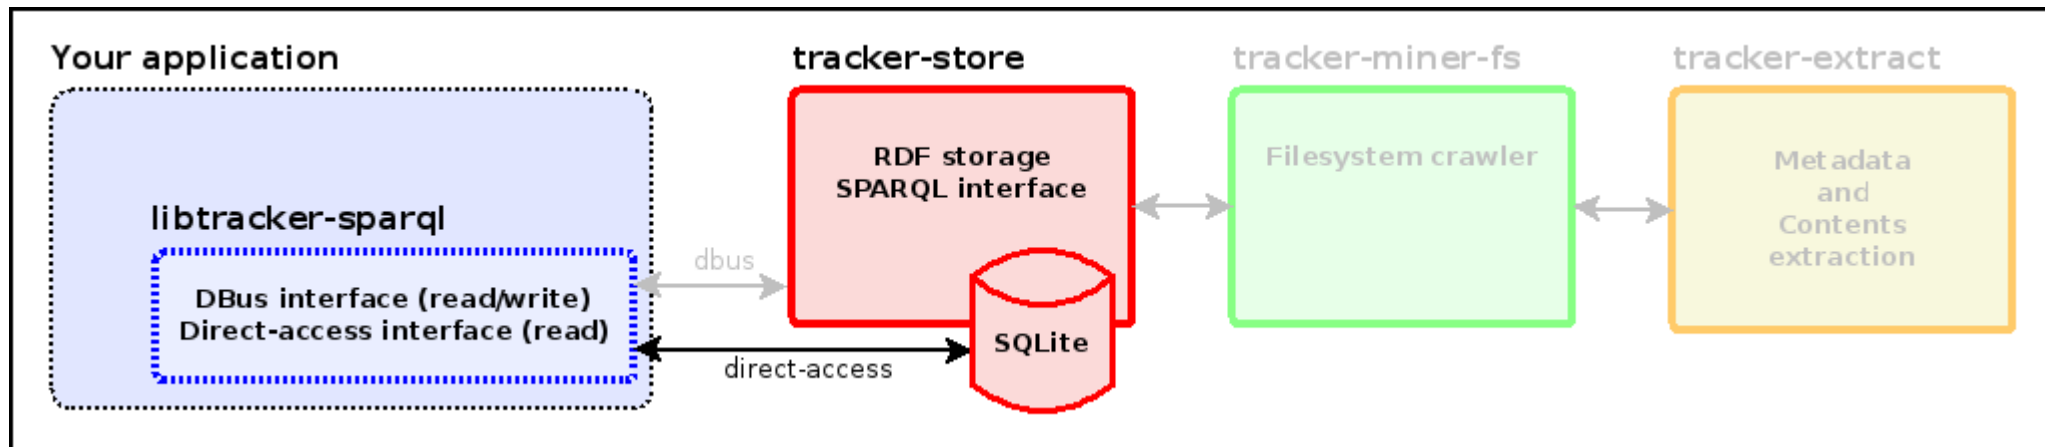 Your application
tracker-store
tracker-miner-fs
tracker-extract
RDF storage
SPARQL interface
Filesystem crawler
Metadata
and
Contents
extraction
libtracker-sparql
dbus
DBus interface (read/write)
Direct-access interface (read)
SQLite
direct-access